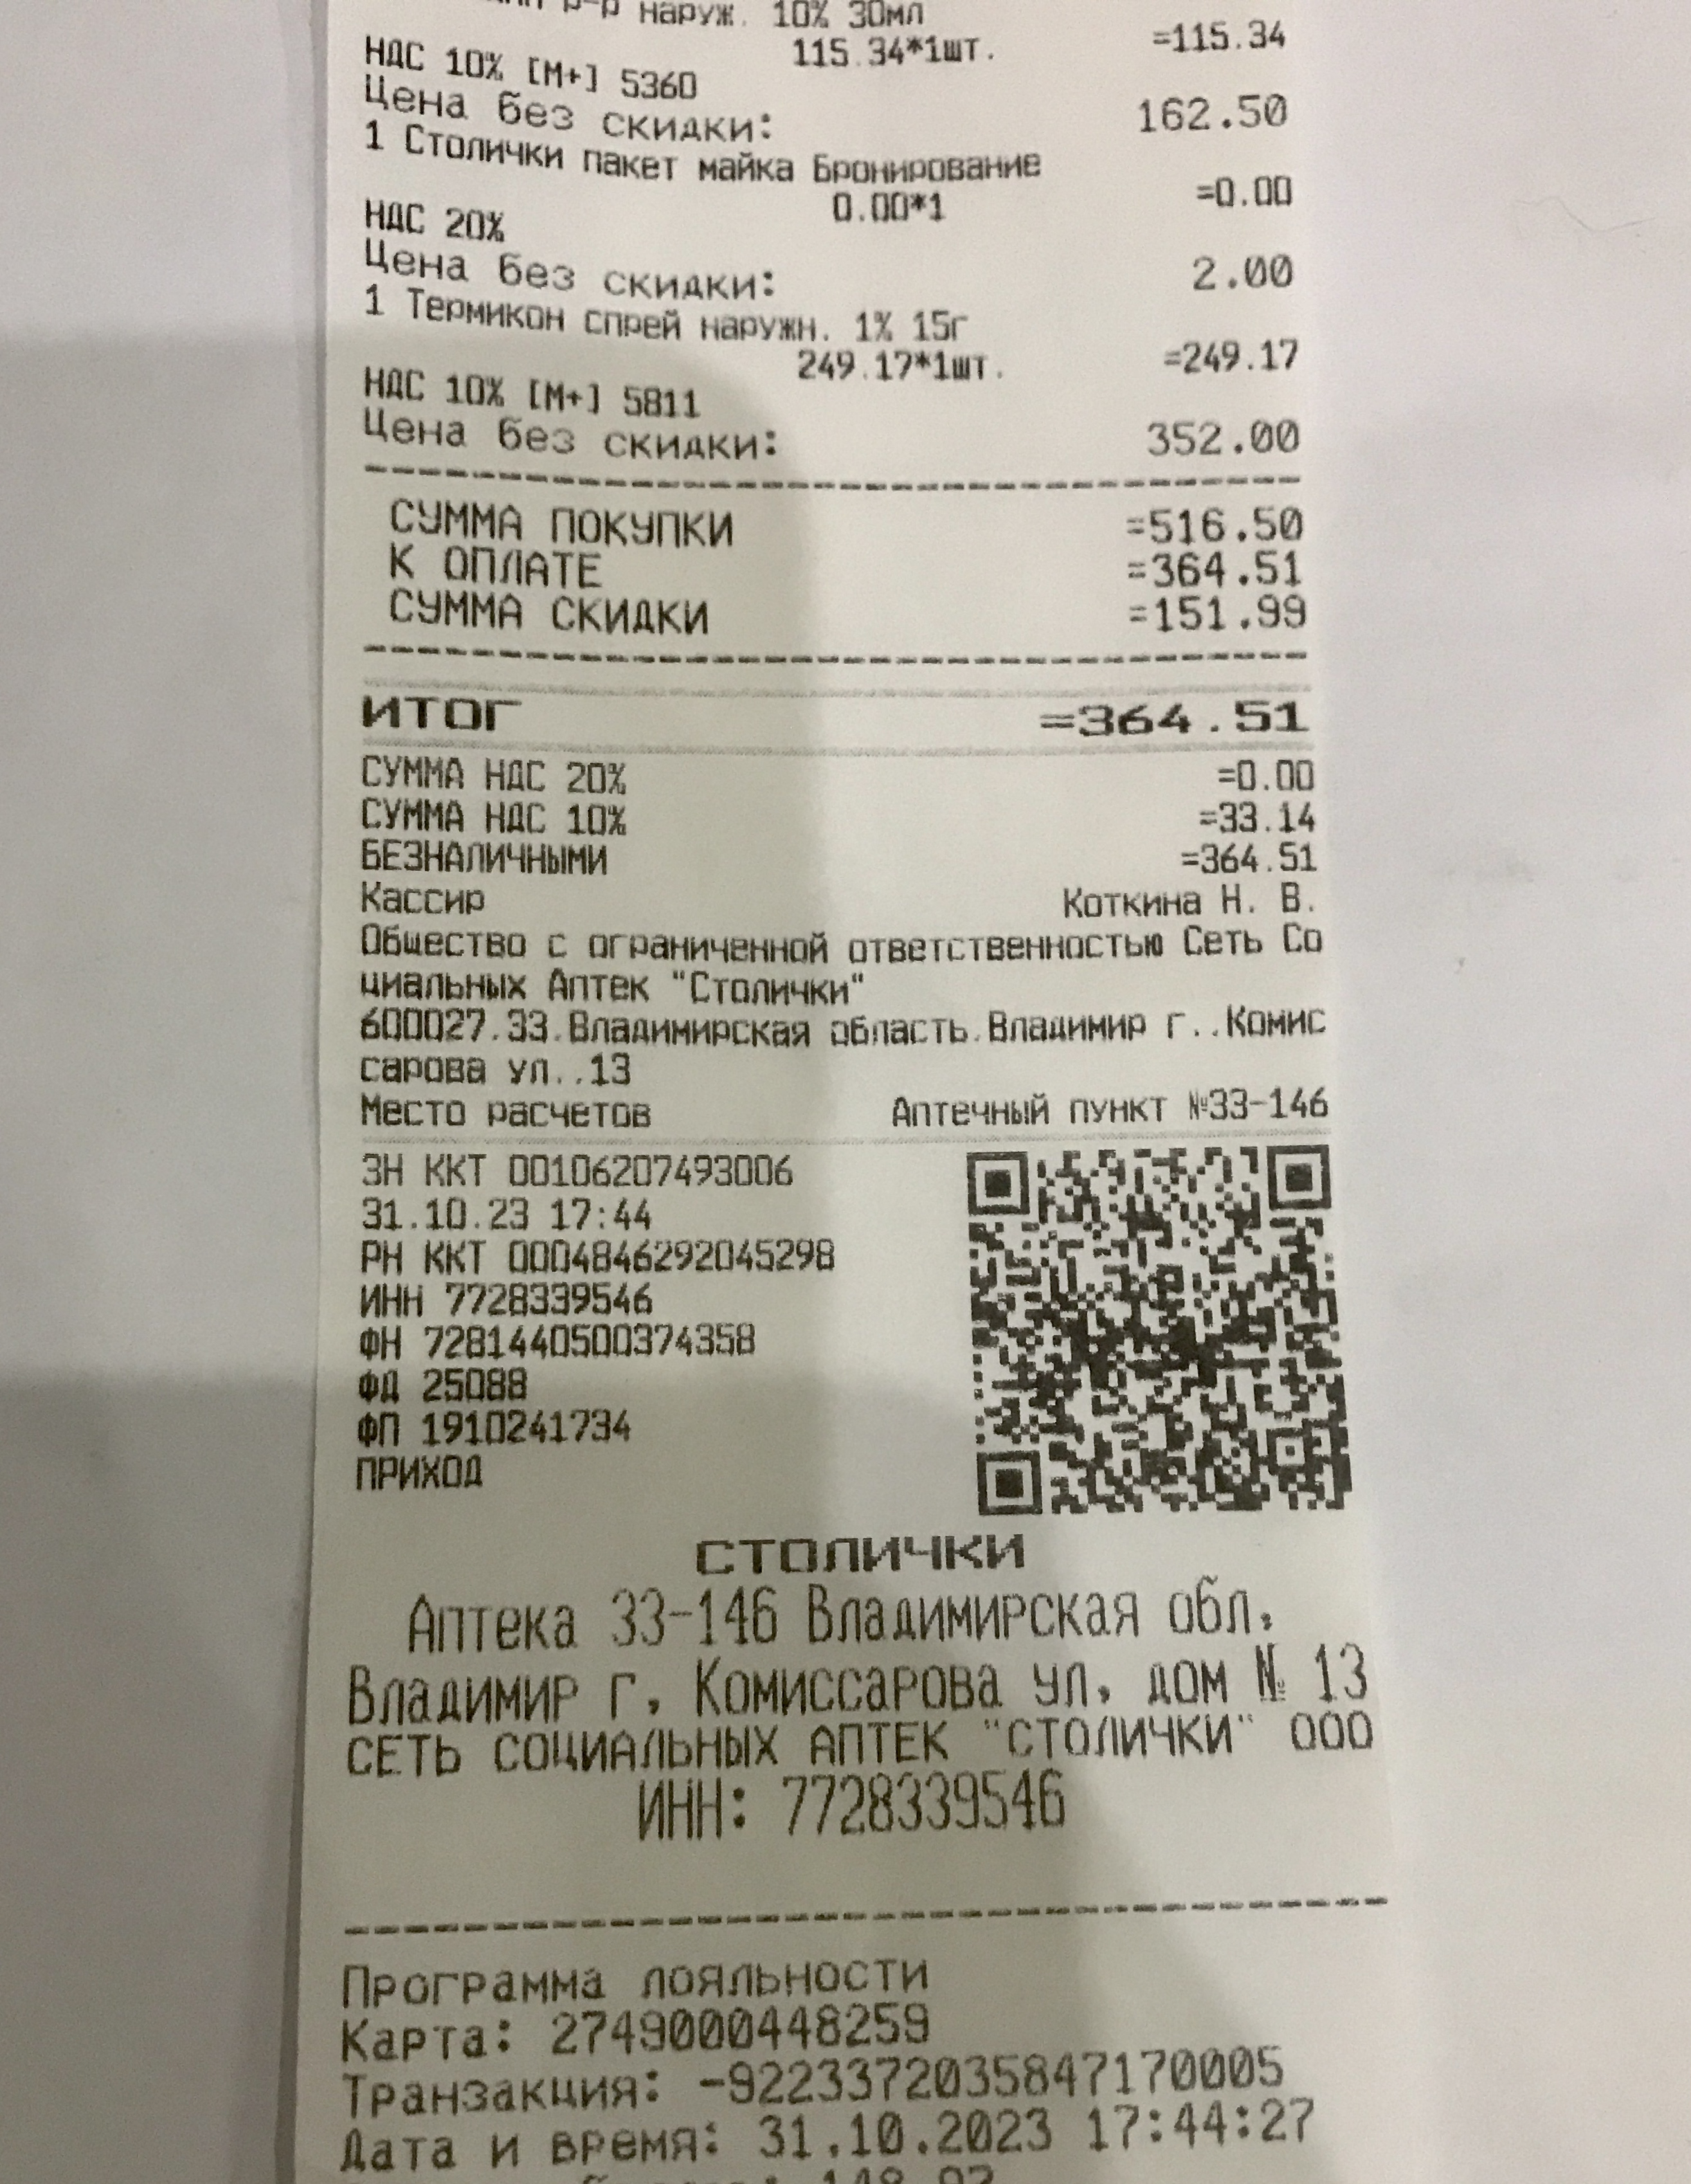 р-р наруж. 10% 30мл
115.34*1шт. =115.34
НДС 10% [М+] 5360
Цена без скидки: 162.50
1 Столички пакет майка Бронирование
0.00*1 =0.00
НДС 20%
Цена без скидки: 2.00
1 Термикон спрей наружн. 1% 15г
249.17*1шт. =249.17
НДС 10% [М+] 5811
Цена без скидки: 352.00
СУММА ПОКУПКИ =516.50
К ОПЛАТЕ =364.51
СУММА СКИДКИ =151.99
ИТОГ =364.51
СУММА НДС 20% =0.00
СУММА НДС 10% =33.14
БЕЗНАЛИЧНЫМИ =364.51
Кассир Коткина Н. В.
Общество с ограниченной ответственностью Сеть Со
циальных Аптек "Столички"
600027.33.Владимирская область.Владимир г..Комис
сарова ул..13
Место расчетов Аптечный пункт №33-146
ЗН ККТ 00106207493006
31.10.23 17:44
РН ККТ 0004846292045298
ИНН 7728339546
ФН 7281440500374358
ФД 25088
ФП 1910241734
ПРИХОД
СТОЛИЧКИ
Аптека 33-146 Владимирская обл,
Владимир г, Комиссарова ул, дом № 13
СЕТЬ СОЦИАЛЬНЫХ АПТЕК "СТОЛИЧКИ" ООО
ИНН: 7728339546
Программа лояльности
Карта: 2749000448259
Транзакция: -9223372035847170005
Дата и время: 31.10.2023 17:44:27